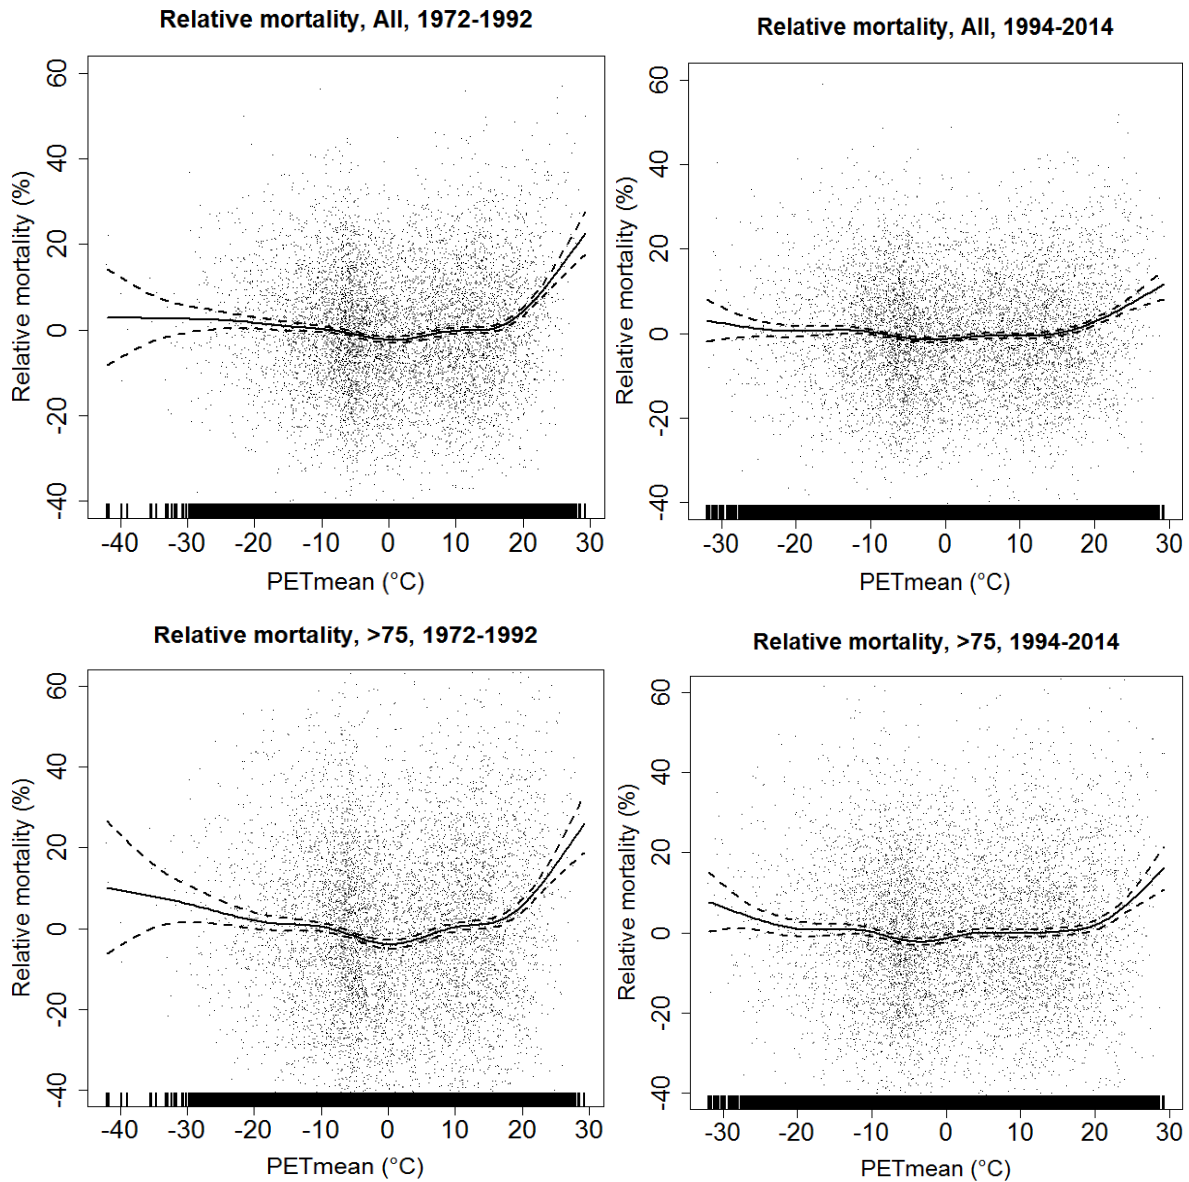 Relative mortality, All, 1972-1992
Relative mortality (%)
60
40
20
0
-20
-40
-40 -30 -20 -10 0 10 20 30
PETmean (°C)
Relative mortality, All, 1994-2014
Relative mortality (%)
60
40
20
0
-20
-40
-30 -20 -10 0 10 20 30
PETmean (°C)
Relative mortality, >75, 1972-1992
Relative mortality (%)
60
40
20
0
-20
-40
-40 -30 -20 -10 0 10 20 30
PETmean (°C)
Relative mortality, >75, 1994-2014
Relative mortality (%)
60
40
20
0
-20
-40
-30 -20 -10 0 10 20 30
PETmean (°C)